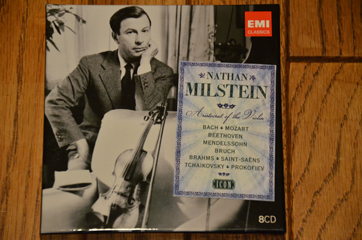 EMI
CLASSICS
NATHAN
MILSTEIN
Aristocrat of the Violin
BACH • MOZART
BEETHOVEN
MENDELSSOHN
BRUCH
BRAHMS • SAINT-SAËNS
TCHAIKOVSKY • PROKOFIEV
ICON
8CD